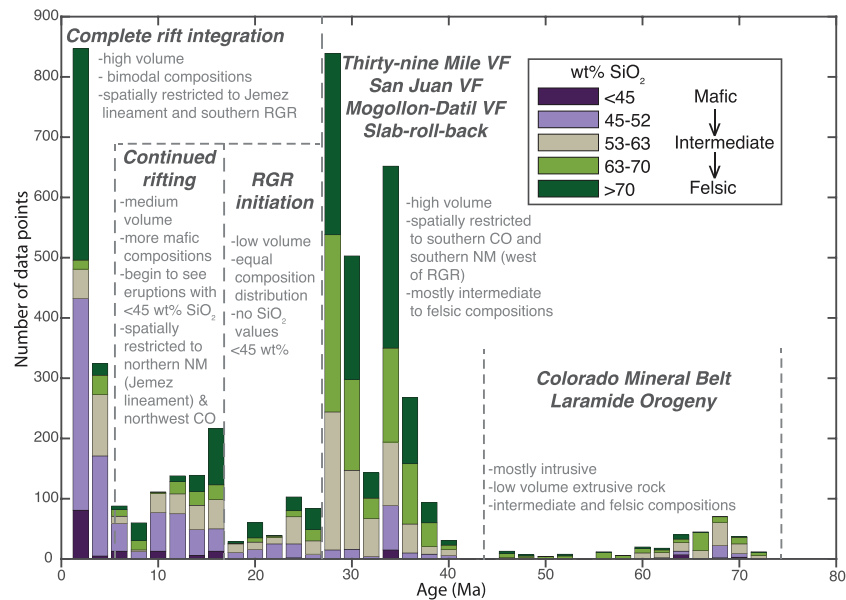 Complete rift integration
-high volume
- bimodal compositions
-spatially restricted to Jemez
lineament and southern RGR
Continued
rifting
-medium
volume
-more mafic
compositions
-begin to see
eruptions with
<45 wt% SiO2
-spatially
restricted to
northern NM
(Jemez
lineament) &
northwest CO
RGR
initiation
-low volume
-equal
composition
distribution
-no SiO2
values
<45 wt%
Thirty-nine Mile VF
San Juan VF
Mogollon-Datil VF
Slab-roll-back
-high volume
-spatially restricted
to southern CO and
southern NM (west
of RGR)
-mostly intermediate
to felsic compositions
wt% SiO2
<45
45-52
53-63
63-70
>70
Mafic
Intermediate
Felsic
Colorado Mineral Belt
Laramide Orogeny
-mostly intrusive
-low volume extrusive rock
-intermediate and felsic compositions
Number of data points
900
800
700
600
500
400
300
200
100
0
0 10 20 30 40 50 60 70 80
Age (Ma)